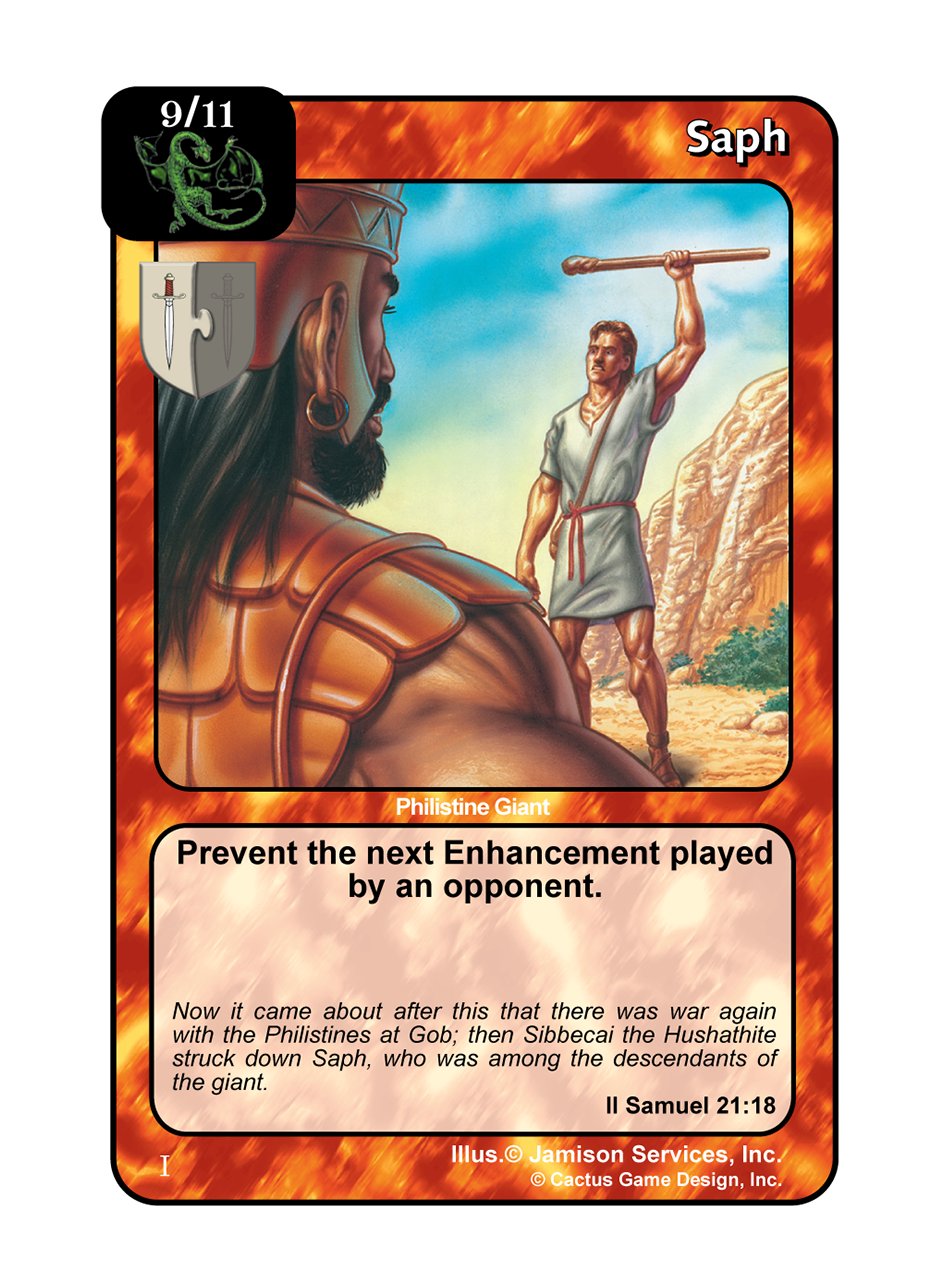 9/11
Saph
Philistine Giant
Prevent the next Enhancement played
by an opponent.
Now it came about after this that there was war again
with the Philistines at Gob; then Sibbecai the Hushathite
struck down Saph, who was among the descendants of
the giant.
II Samuel 21:18
I
Illus.© Jamison Services, Inc.
© Cactus Game Design, Inc.